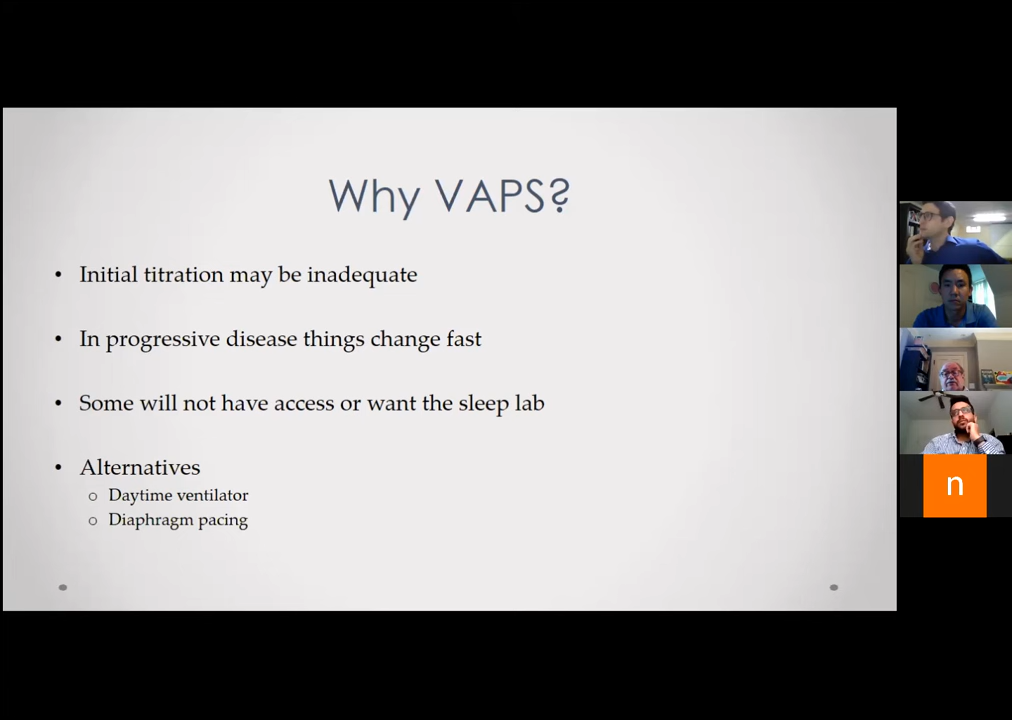 Why VAPS?
• Initial titration may be inadequate
• In progressive disease things change fast
• Some will not have access or want the sleep lab
• Alternatives
○ Daytime ventilator
○ Diaphragm pacing
n